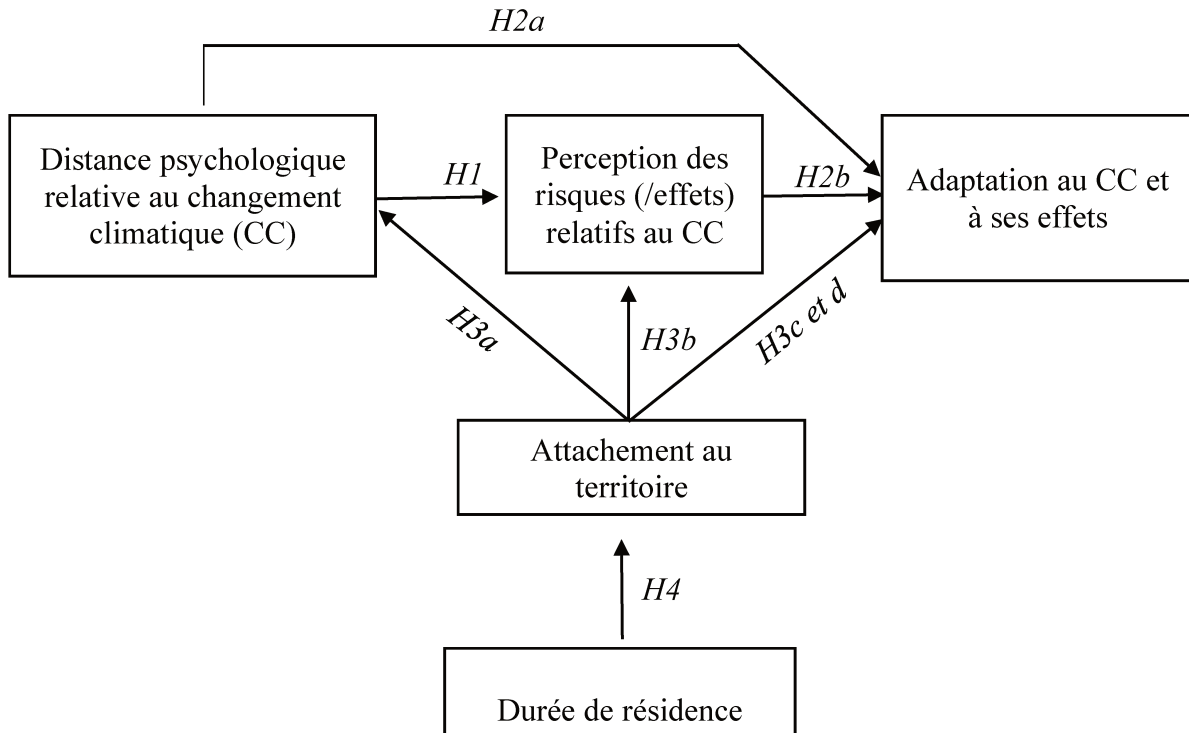 H2a
Distance psychologique
relative au changement
climatique (CC)
H1
Perception des
risques (/effets)
relatifs au CC
H2b
Adaptation au CC et
à ses effets
H3a
H3b
H3c et d
Attachement au
territoire
H4
Durée de résidence